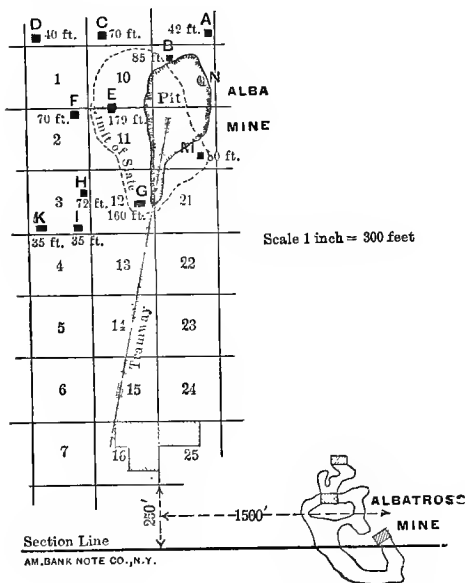 D 40 ft. C 70 ft. 42 ft. A
B
85 ft.
1 10 N ALBA
Pit
F E
70 ft. 179 ft. MINE
2 11
Limit of Slate
M 80 ft.
H
3 72 ft. 12 G 21
K I 160 ft.
35 ft. 35 ft.
Scale 1 inch = 300 feet
4 13 22
5 14 23
Tramway
6 15 24
7 16 25
250'
1500' ALBATROSS
MINE
Section Line
AM.BANK NOTE CO.,N.Y.